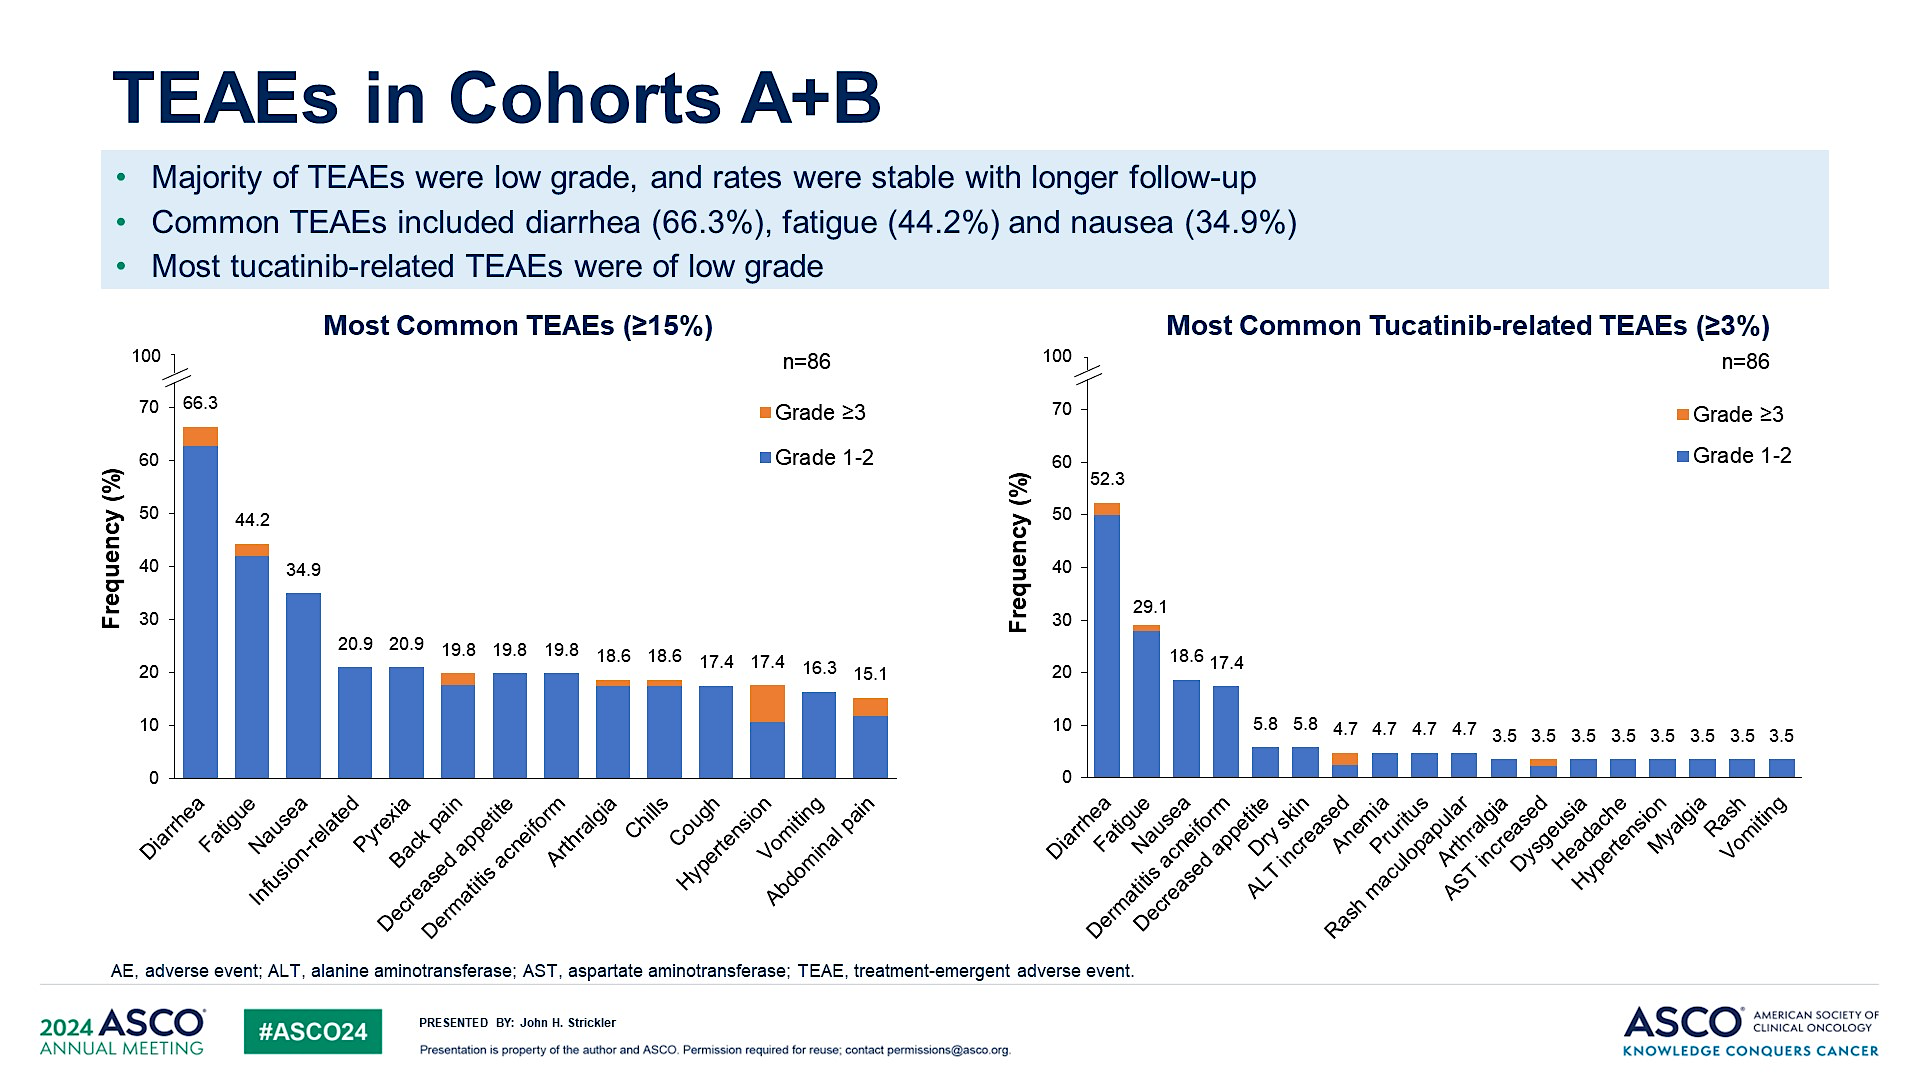 TEAEs in Cohorts A+B
• Majority of TEAEs were low grade, and rates were stable with longer follow-up
• Common TEAEs included diarrhea (66.3%), fatigue (44.2%) and nausea (34.9%)
• Most tucatinib-related TEAEs were of low grade
Most Common TEAEs (≥15%)
n=86
Grade ≥3
Grade 1-2
Frequency (%)
100
70
60
50
40
30
20
10
0
66.3
44.2
34.9
20.9
20.9
19.8
19.8
19.8
18.6
18.6
17.4
17.4
16.3
15.1
Diarrhea
Fatigue
Nausea
Infusion-related
Pyrexia
Back pain
Decreased appetite
Dermatitis acneiform
Arthralgia
Chills
Cough
Hypertension
Vomiting
Abdominal pain
Most Common Tucatinib-related TEAEs (≥3%)
n=86
Grade ≥3
Grade 1-2
Frequency (%)
100
70
60
50
40
30
20
10
0
52.3
29.1
18.6
17.4
5.8
5.8
4.7
4.7
4.7
4.7
3.5
3.5
3.5
3.5
3.5
3.5
3.5
3.5
Diarrhea
Fatigue
Nausea
Dermatitis acneiform
Decreased appetite
Dry skin
ALT increased
Anemia
Pruritus
Rash maculopapular
Arthralgia
AST increased
Dysgeusia
Headache
Hypertension
Myalgia
Rash
Vomiting
AE, adverse event; ALT, alanine aminotransferase; AST, aspartate aminotransferase; TEAE, treatment-emergent adverse event.
2024 ASCO®
ANNUAL MEETING
#ASCO24
PRESENTED BY: John H. Strickler
Presentation is property of the author and ASCO. Permission required for reuse; contact permissions@asco.org.
ASCO® AMERICAN SOCIETY OF
CLINICAL ONCOLOGY
KNOWLEDGE CONQUERS CANCER